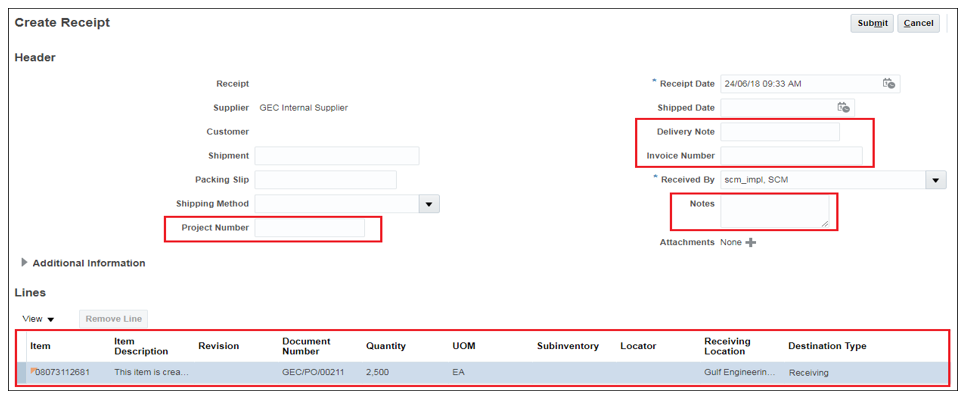 Create Receipt
Submit Cancel
Header
Receipt
* Receipt Date 24/06/18 09:33 AM
Supplier GEC Internal Supplier
Shipped Date
Customer
Delivery Note
Shipment
Invoice Number
Packing Slip
* Received By scm_impl, SCM
Shipping Method
Notes
Project Number
Attachments None
Additional Information
Lines
View Remove Line
Item Item Description Revision Document Number Quantity UOM Subinventory Locator Receiving Location Destination Type
08073112681 This item is crea... GEC/PO/00211 2,500 EA Gulf Engineerin... Receiving